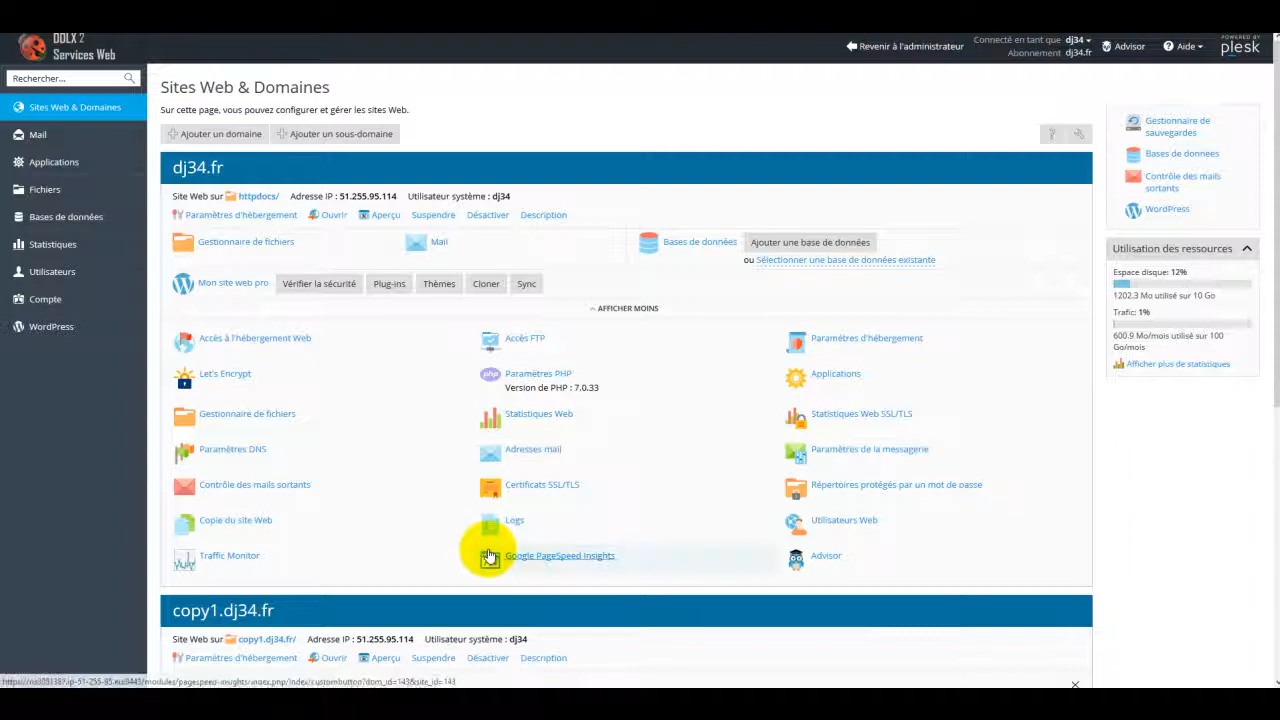 DDLX 2
Services Web
Revenir à l'administrateur
Connecté en tant que dj34
Abonnement dj34.fr
Advisor
Aide
POWERED BY
plesk
Rechercher...
Sites Web & Domaines
Mail
Applications
Fichiers
Bases de données
Statistiques
Utilisateurs
Compte
WordPress
Sites Web & Domaines
Sur cette page, vous pouvez configurer et gérer les sites Web.
Ajouter un domaine Ajouter un sous-domaine
?
dj34.fr
Site Web sur httpdocs/ Adresse IP : 51.255.95.114 Utilisateur système : dj34
Paramètres d'hébergement Ouvrir Aperçu Suspendre Désactiver Description
Gestionnaire de fichiers Mail Bases de données Ajouter une base de données
ou Sélectionner une base de données existante
Mon site web pro Vérifier la sécurité Plug-ins Thèmes Cloner Sync
AFFICHER MOINS
Accès à l'hébergement Web Accès FTP Paramètres d'hébergement
Let's Encrypt Paramètres PHP Applications
Version de PHP : 7.0.33
Gestionnaire de fichiers Statistiques Web Statistiques Web SSL/TLS
Paramètres DNS Adresses mail Paramètres de la messagerie
Contrôle des mails sortants Certificats SSL/TLS Répertoires protégés par un mot de passe
Copie du site Web Logs Utilisateurs Web
Traffic Monitor Google PageSpeed Insights Advisor
copy1.dj34.fr
Site Web sur copy1.dj34.fr/ Adresse IP : 51.255.95.114 Utilisateur système : dj34
Paramètres d'hébergement Ouvrir Aperçu Suspendre Désactiver Description
Gestionnaire de
sauvegardes
Bases de données
Contrôle des mails
sortants
WordPress
Utilisation des ressources
Espace disque: 12%
1202.3 Mo utilisé sur 10 Go
Trafic: 1%
600.9 Mo/mois utilisé sur 100
Go/mois
Afficher plus de statistiques